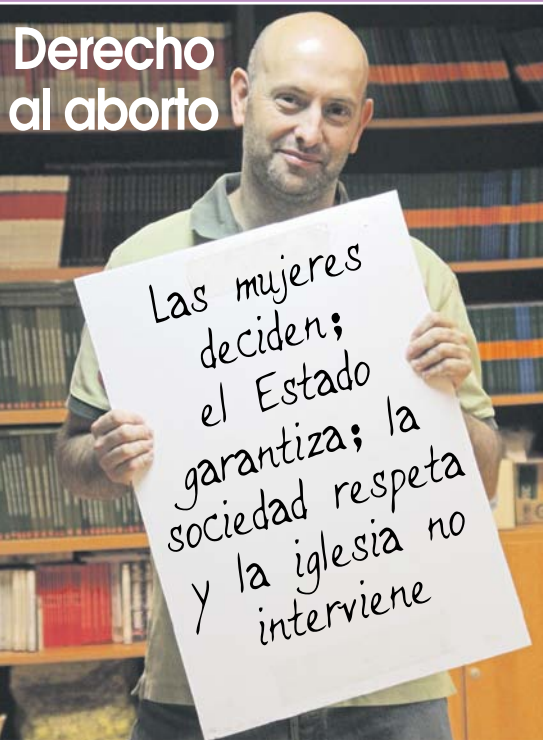 Derecho
al aborto
Las mujeres
deciden;
el Estado
garantiza; la
sociedad respeta
y la iglesia no
interviene